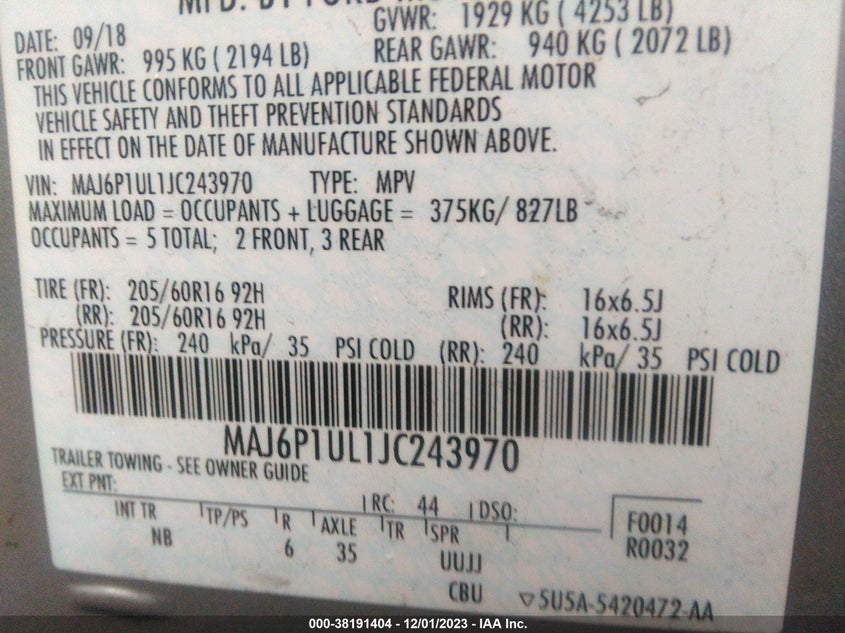 MFD. BY FORD
DATE: 09/18 GVWR: 1929 KG ( 4253 LB)
FRONT GAWR: 995 KG ( 2194 LB) REAR GAWR: 940 KG ( 2072 LB)
THIS VEHICLE CONFORMS TO ALL APPLICABLE FEDERAL MOTOR
VEHICLE SAFETY AND THEFT PREVENTION STANDARDS
IN EFFECT ON THE DATE OF MANUFACTURE SHOWN ABOVE.
VIN: MAJ6P1UL1JC243970 TYPE: MPV
MAXIMUM LOAD = OCCUPANTS + LUGGAGE = 375KG/ 827LB
OCCUPANTS = 5 TOTAL; 2 FRONT, 3 REAR
TIRE (FR): 205/60R16 92H RIMS (FR): 16x6.5J
(RR): 205/60R16 92H (RR): 16x6.5J
PRESSURE (FR): 240 kPa/ 35 PSI COLD (RR): 240 kPa/ 35 PSI COLD
MAJ6P1UL1JC243970
TRAILER TOWING - SEE OWNER GUIDE
EXT PNT: RC: 44 DSO:
INT TR TP/PS R AXLE TR SPR F0014
NB 6 35 UUJJ R0032
CBU 5U5A-5420472-AA
000-38191404 - 12/01/2023 - IAA Inc.